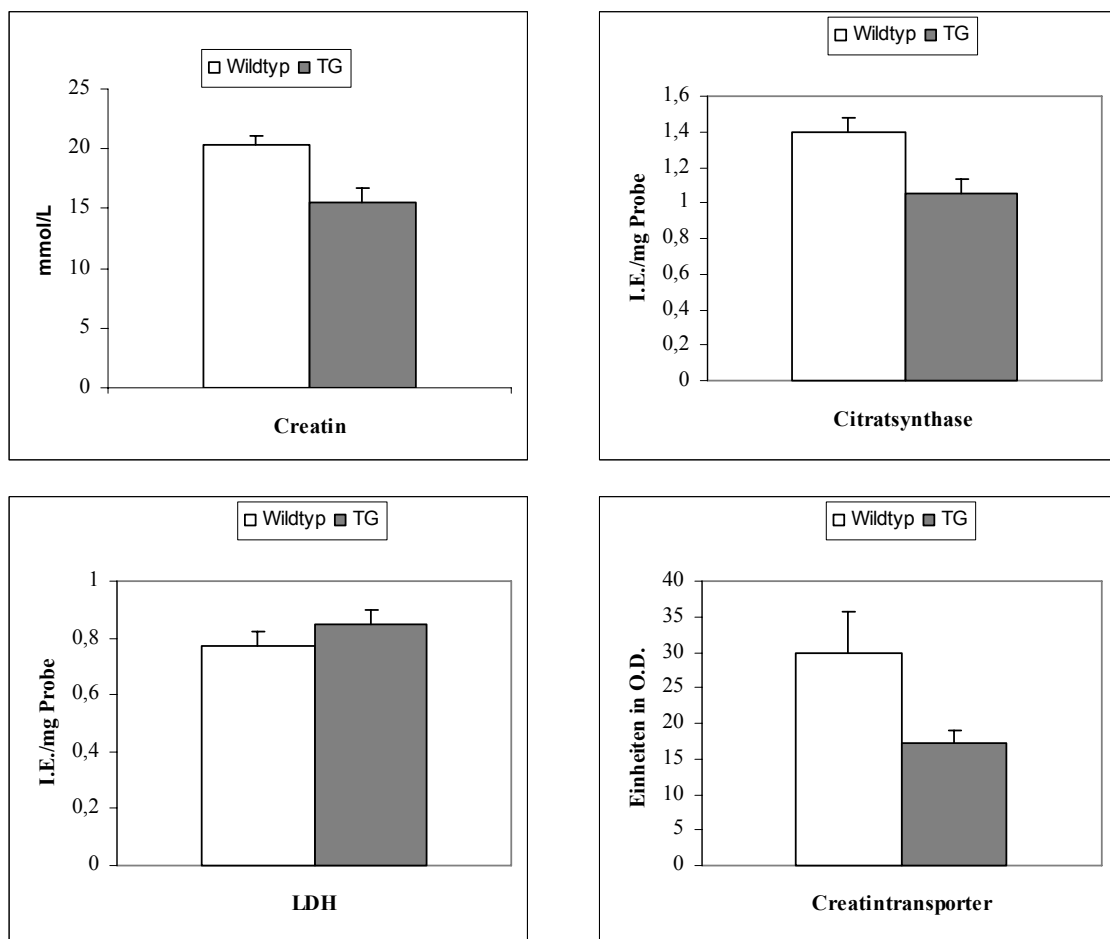 Wildtyp TG
25
20
15
10
5
0
mmol/L
Creatin
Wildtyp TG
1,6
1,4
1,2
1
0,8
0,6
0,4
0,2
0
I.E./mg Probe
Citratsynthase
Wildtyp TG
1
0,8
0,6
0,4
0,2
0
I.E./mg Probe
LDH
Wildtyp TG
40
35
30
25
20
15
10
5
0
Einheiten in O.D.
Creatintransporter